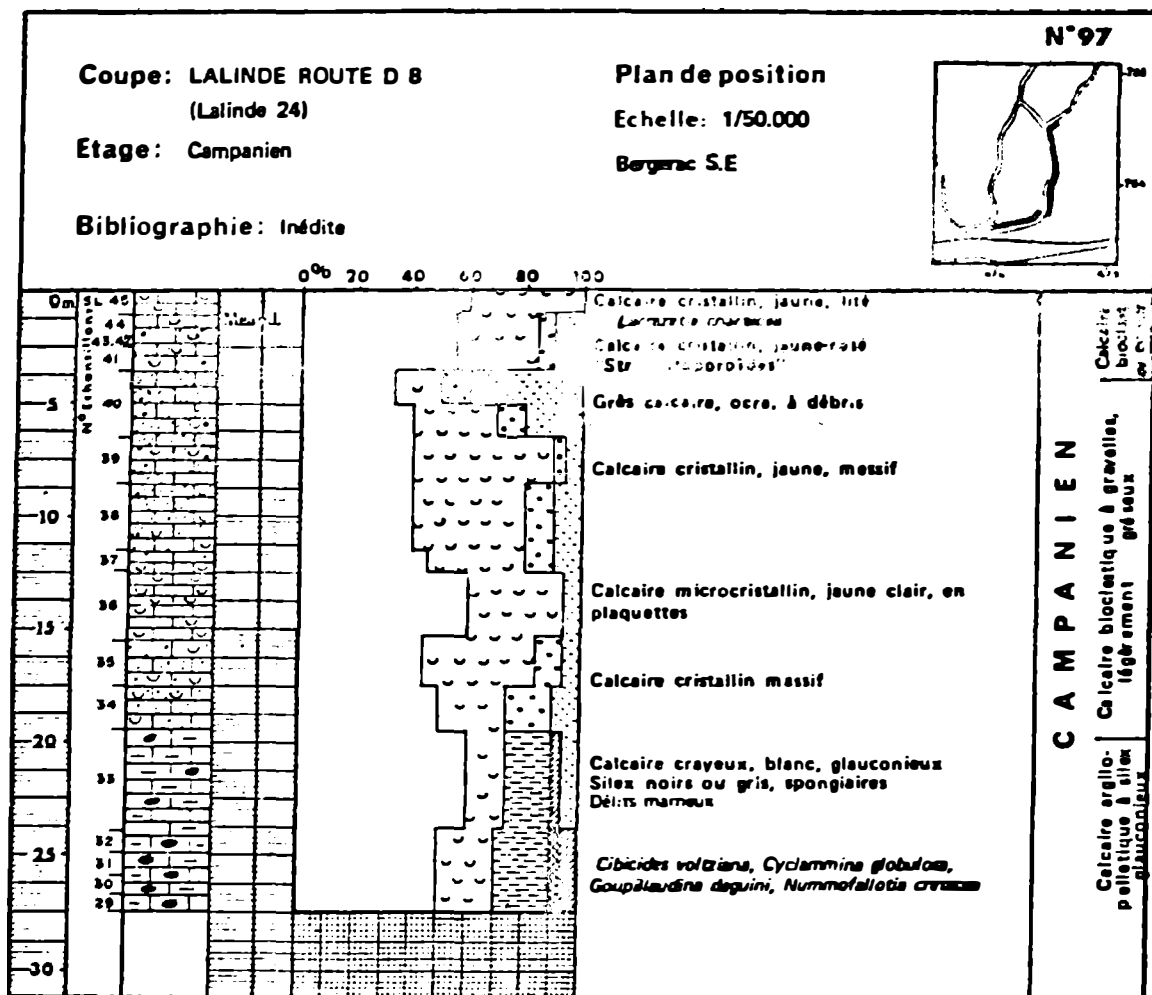 N°97
Coupe: LALINDE ROUTE D 8
(Lalinde 24)
Etage: Campanien
Bibliographie: Inédite
Plan de position
Echelle: 1/50.000
Bergerac S.E
0% 20 40 60 80 100
0m
5
10
15
20
25
30
N° Echantillons
SL 45
44
43.42
41
40
39
38
37
36
35
34
33
32
31
30
29
Calcaire cristallin, jaune, lité
Calcaire cristallin, jaune-rosé
Grès calcaire, ocre, à débris
Calcaire cristallin, jaune, massif
Calcaire microcristallin, jaune clair, en
plaquettes
Calcaire cristallin massif
Calcaire crayeux, blanc, glauconieux
Silex noirs ou gris, spongiaires
Délits marneux
Cibicides voltziana, Cyclammina globulosa,
Goupillaudina daguini, Nummofallotia cretacea
CAMPANIEN
Calcaire
Calcaire bioclastique à gravelles,
légèrement gréseux
Calcaire argilo-
pelletique à silex
glauconieux